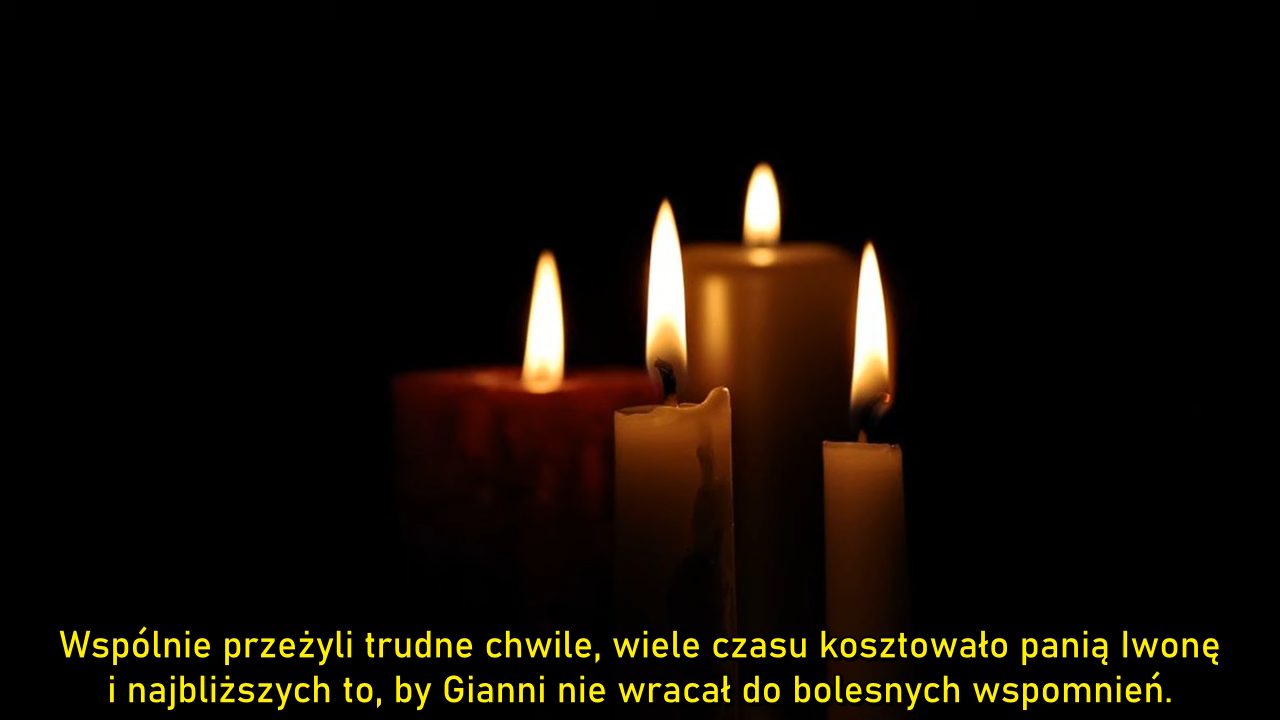 Wspólnie przeżyli trudne chwile, wiele czasu kosztowało panią Iwonę
i najbliższych to, by Gianni nie wracał do bolesnych wspomnień.